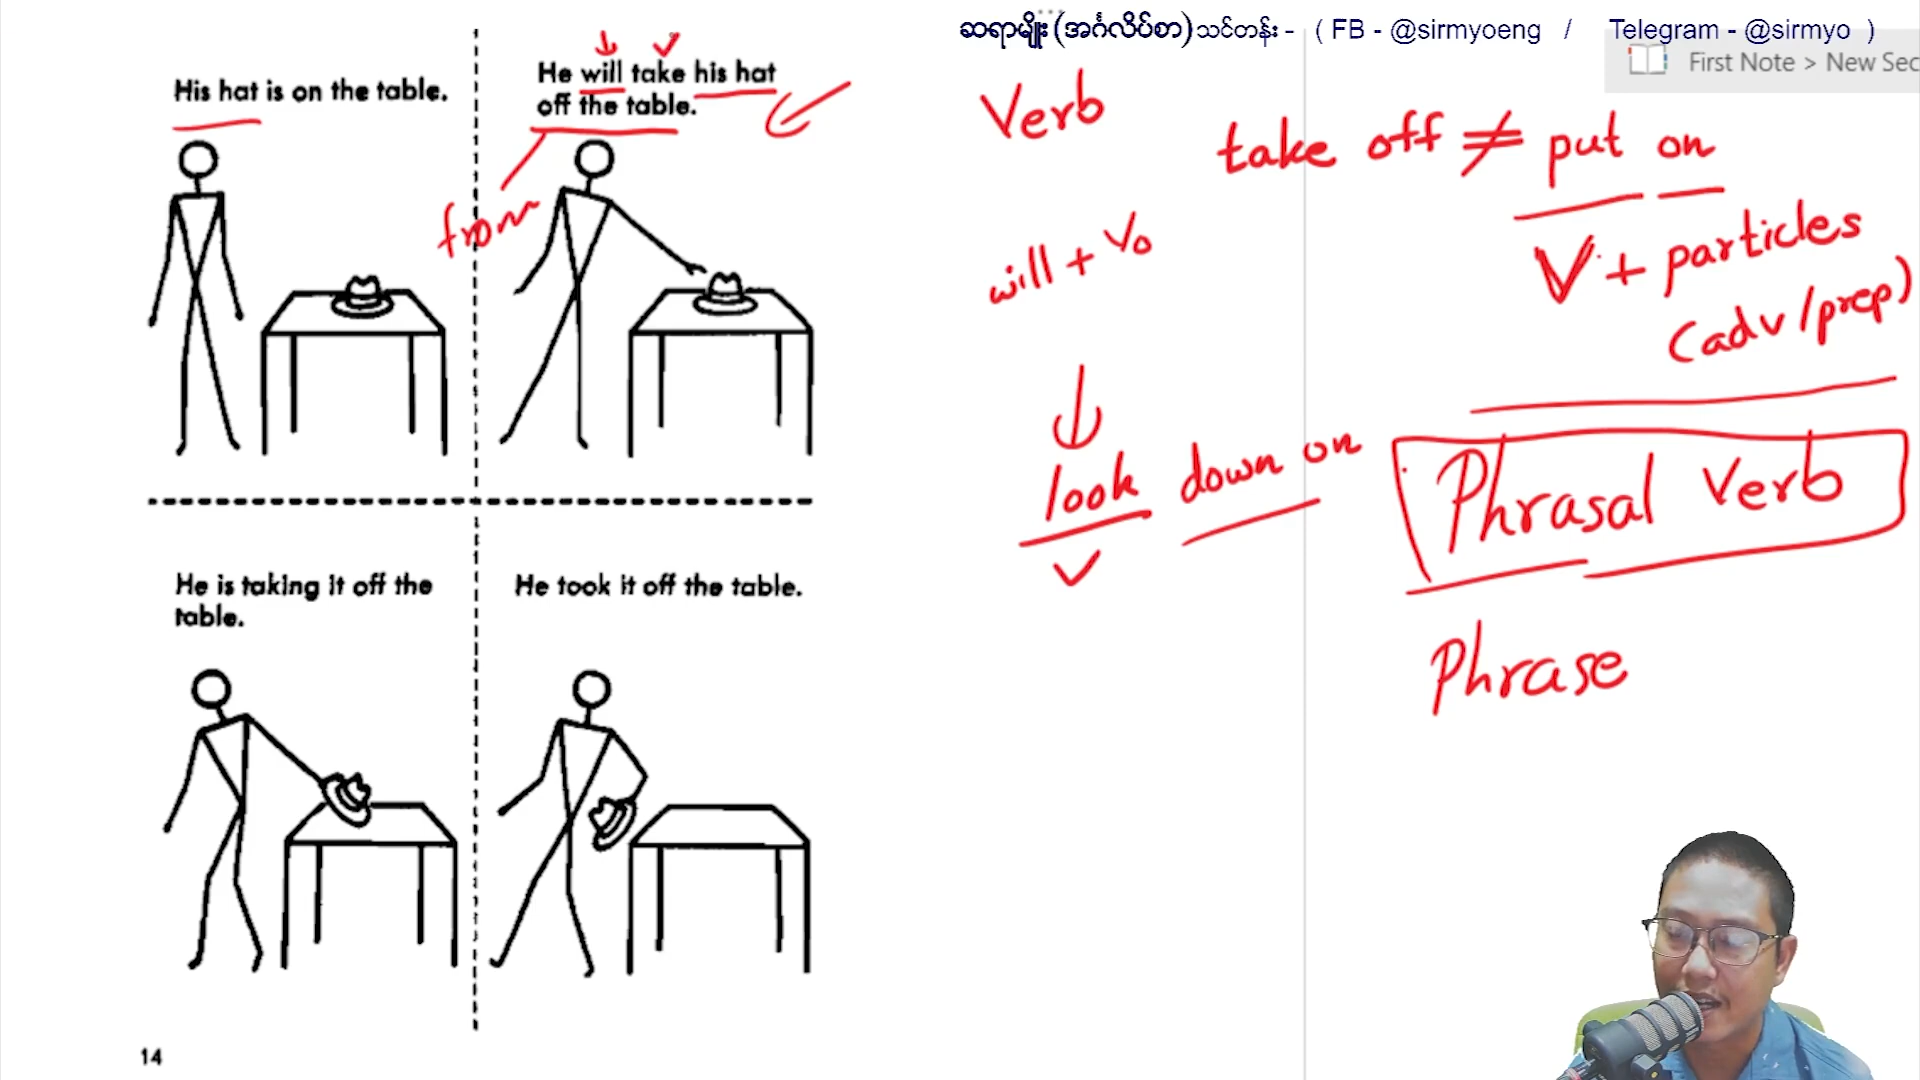 ဆရာမျိုး (အင်္ဂလိပ်စာ) သင်တန်း - ( FB - @sirmyoeng / Telegram - @sirmyo )
First Note > New Sec
His hat is on the table.
He will take his hat
off the table.
from
He is taking it off the
table.
He took it off the table.
14
Verb
will + V₀
look down on
take off ≠ put on
V + particles
(adv/prep)
Phrasal Verb
Phrase